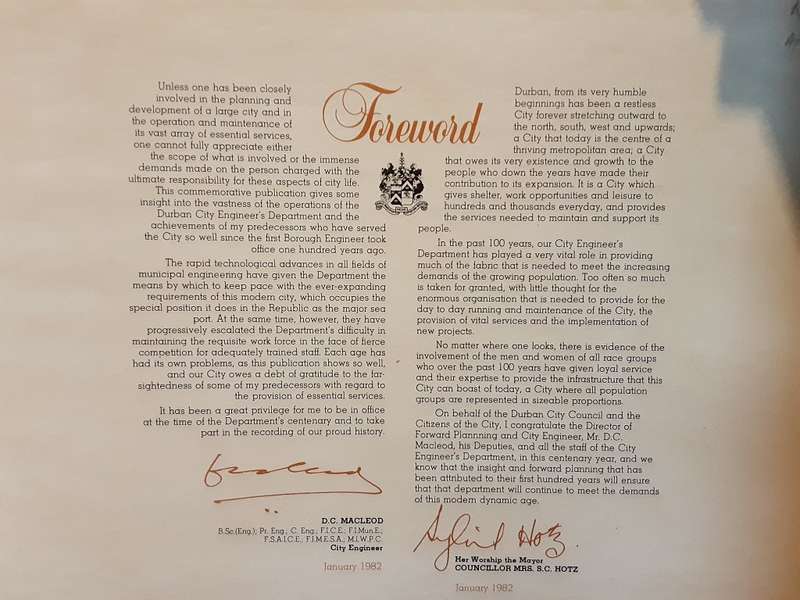 Foreword
Unless one has been closely
involved in the planning and
development of a large city and in
the operation and maintenance of
its vast array of essential services,
one cannot fully appreciate either
the scope of what is involved or the immense
demands made on the person charged with the
ultimate responsibility for these aspects of city life.
This commemorative publication gives some
insight into the vastness of the operations of the
Durban City Engineer's Department and the
achievements of my predecessors who have served
the City so well since the first Borough Engineer took
office one hundred years ago.
The rapid technological advances in all fields of
municipal engineering have given the Department the
means by which to keep pace with the ever-expanding
requirements of this modern city, which occupies the
special position it does in the Republic as the major sea
port. At the same time, however, they have
progressively escalated the Department's difficulty in
maintaining the requisite work force in the face of fierce
competition for adequately trained staff. Each age has
had its own problems, as this publication shows so well,
and our City owes a debt of gratitude to the far-
sightedness of some of my predecessors with regard to
the provision of essential services.
It has been a great privilege for me to be in office
at the time of the Department's centenary and to take
part in the recording of our proud history.
D.C. MACLEOD
B.Sc.(Eng.); Pr. Eng., C. Eng., F.I.C.E.; F.I.Mun.E.;
F.S.A.I.C.E.; F.I.M.E.S.A.; M.I.W.P.C.
City Engineer
January 1982
Durban, from its very humble
beginnings has been a restless
City forever stretching outward to
the north, south, west and upwards;
a City that today is the centre of a
thriving metropolitan area; a City
that owes its very existence and growth to the
people who down the years have made their
contribution to its expansion. It is a City which
gives shelter, work opportunities and leisure to
hundreds and thousands everyday, and provides
the services needed to maintain and support its
people.
In the past 100 years, our City Engineer's
Department has played a very vital role in providing
much of the fabric that is needed to meet the increasing
demands of the growing population. Too often so much
is taken for granted, with little thought for the
enormous organisation that is needed to provide for the
day to day running and maintenance of the City, the
provision of vital services and the implementation of
new projects.
No matter where one looks, there is evidence of the
involvement of the men and women of all race groups
who over the past 100 years have given loyal service
and their expertise to provide the infrastructure that this
City can boast of today, a City where all population
groups are represented in sizeable proportions.
On behalf of the Durban City Council and the
Citizens of the City, I congratulate the Director of
Forward Plannning and City Engineer, Mr. D.C.
Macleod, his Deputies, and all the staff of the City
Engineer's Department, in this centenary year, and we
know that the insight and forward planning that has
been attributed to their first hundred years will ensure
that that department will continue to meet the demands
of this modern dynamic age.
Hotz
Her Worship the Mayor
COUNCILLOR MRS. S.C. HOTZ
January 1982